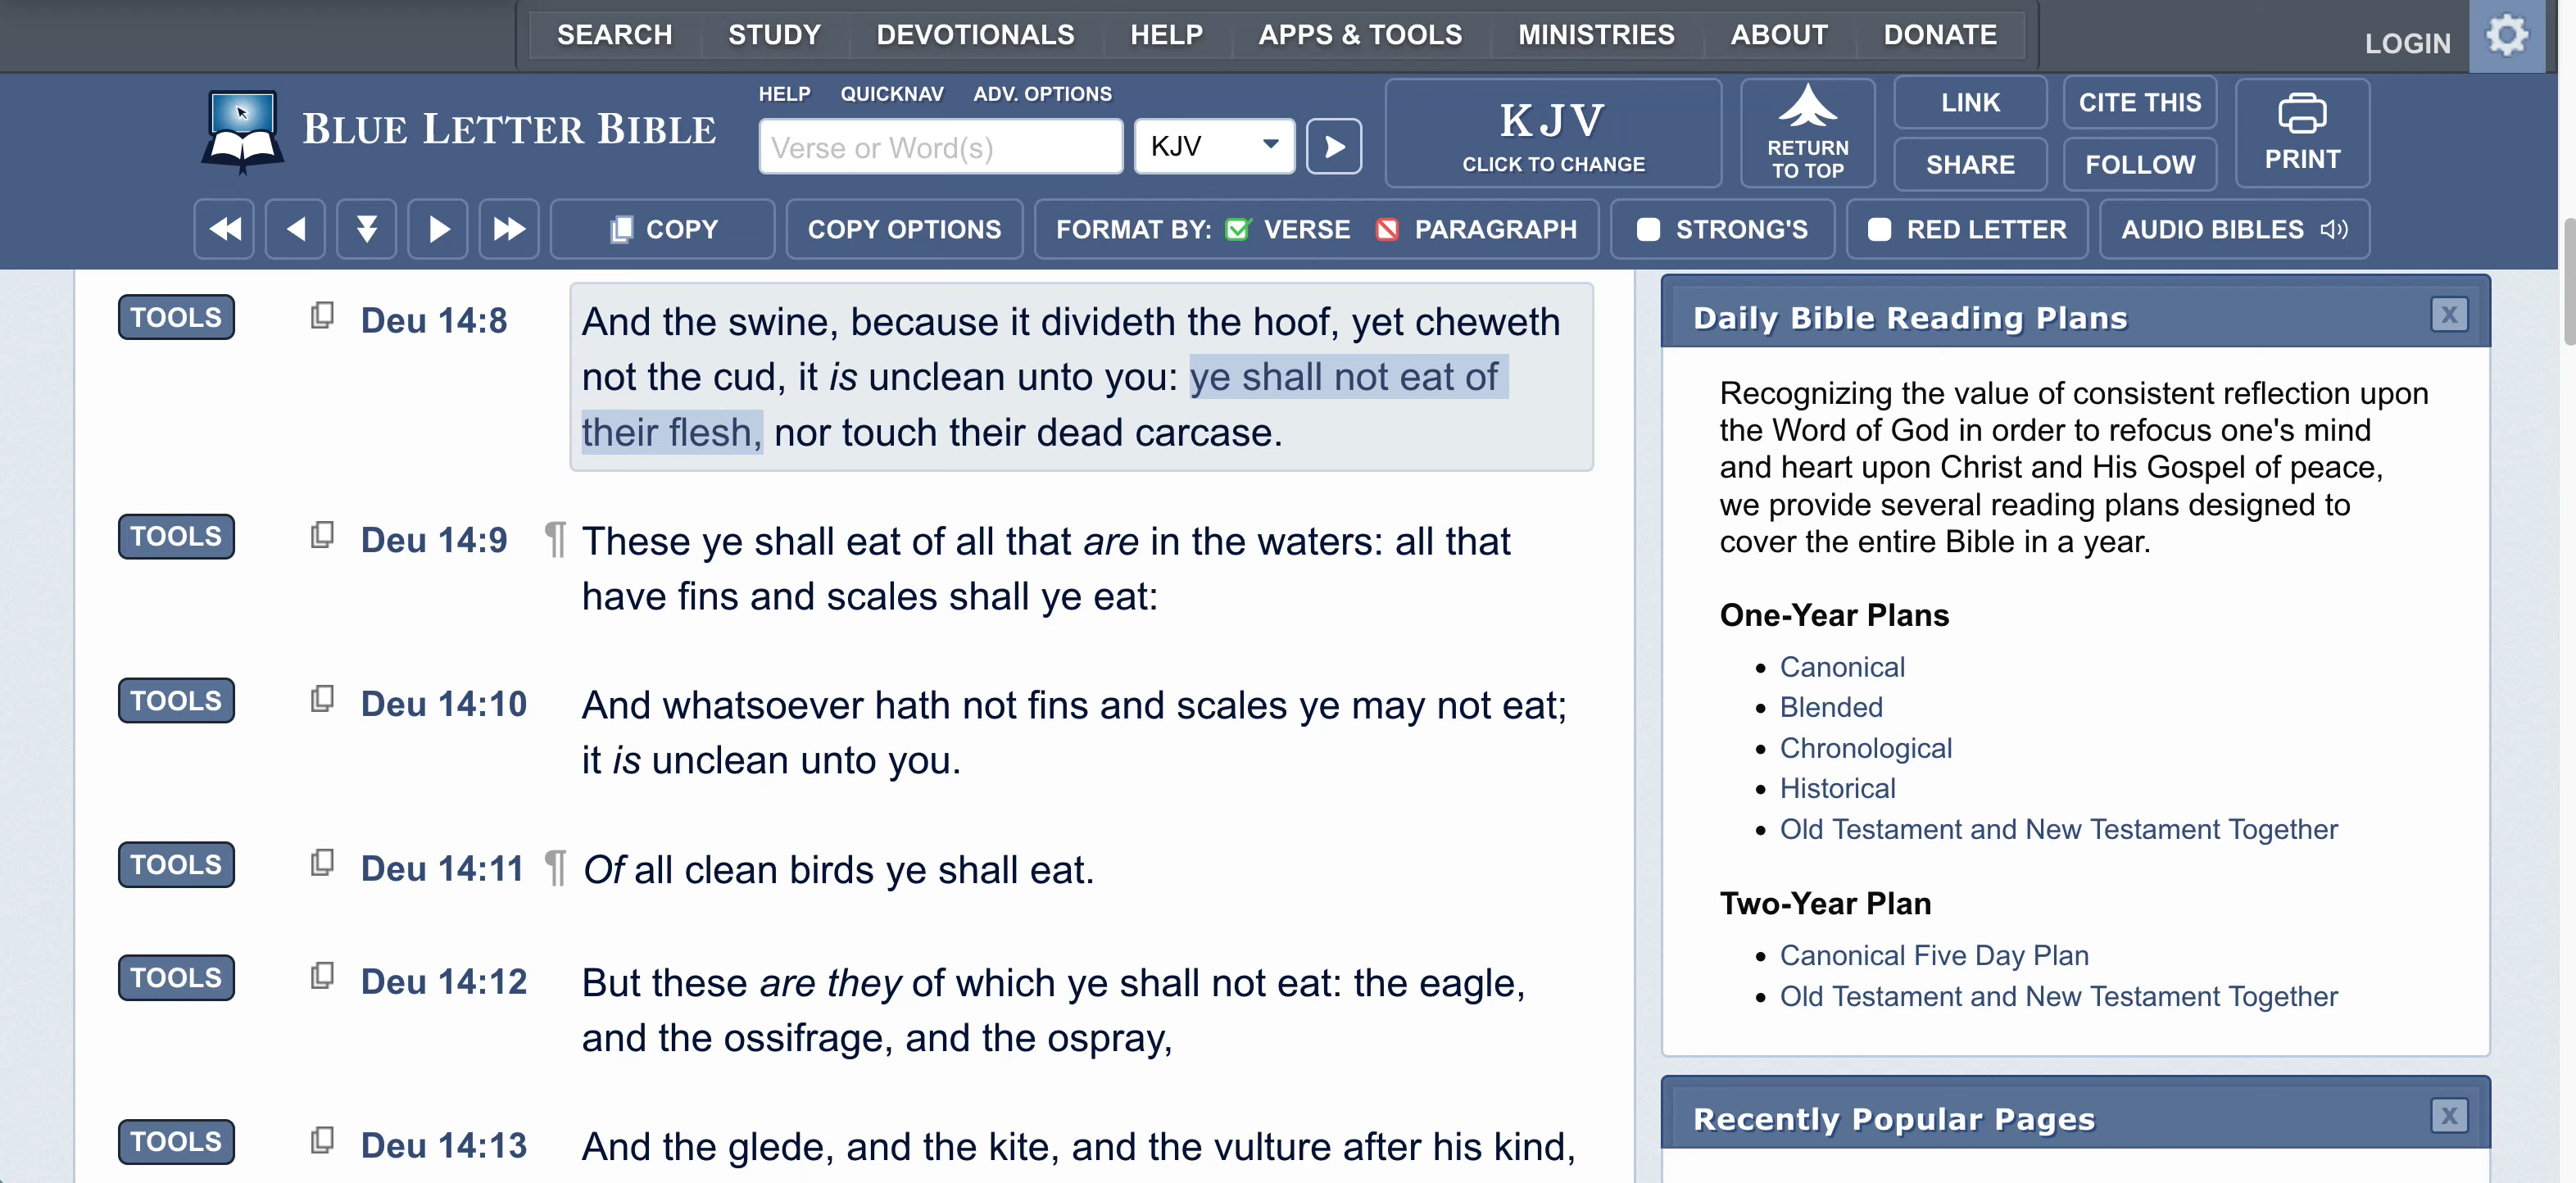 SEARCH STUDY DEVOTIONALS HELP APPS & TOOLS MINISTRIES ABOUT DONATE LOGIN
BLUE LETTER BIBLE
HELP QUICKNAV ADV. OPTIONS
Verse or Word(s) KJV
KJV
CLICK TO CHANGE
RETURN
TO TOP
LINK CITE THIS
SHARE FOLLOW
PRINT
COPY COPY OPTIONS FORMAT BY: VERSE PARAGRAPH STRONG'S RED LETTER AUDIO BIBLES
TOOLS Deu 14:8 And the swine, because it divideth the hoof, yet cheweth
not the cud, it is unclean unto you: ye shall not eat of
their flesh, nor touch their dead carcase.
TOOLS Deu 14:9 ¶ These ye shall eat of all that are in the waters: all that
have fins and scales shall ye eat:
TOOLS Deu 14:10 And whatsoever hath not fins and scales ye may not eat;
it is unclean unto you.
TOOLS Deu 14:11 ¶ Of all clean birds ye shall eat.
TOOLS Deu 14:12 But these are they of which ye shall not eat: the eagle,
and the ossifrage, and the ospray,
TOOLS Deu 14:13 And the glede, and the kite, and the vulture after his kind,
Daily Bible Reading Plans X
Recognizing the value of consistent reflection upon
the Word of God in order to refocus one's mind
and heart upon Christ and His Gospel of peace,
we provide several reading plans designed to
cover the entire Bible in a year.
One-Year Plans
• Canonical
• Blended
• Chronological
• Historical
• Old Testament and New Testament Together
Two-Year Plan
• Canonical Five Day Plan
• Old Testament and New Testament Together
Recently Popular Pages X